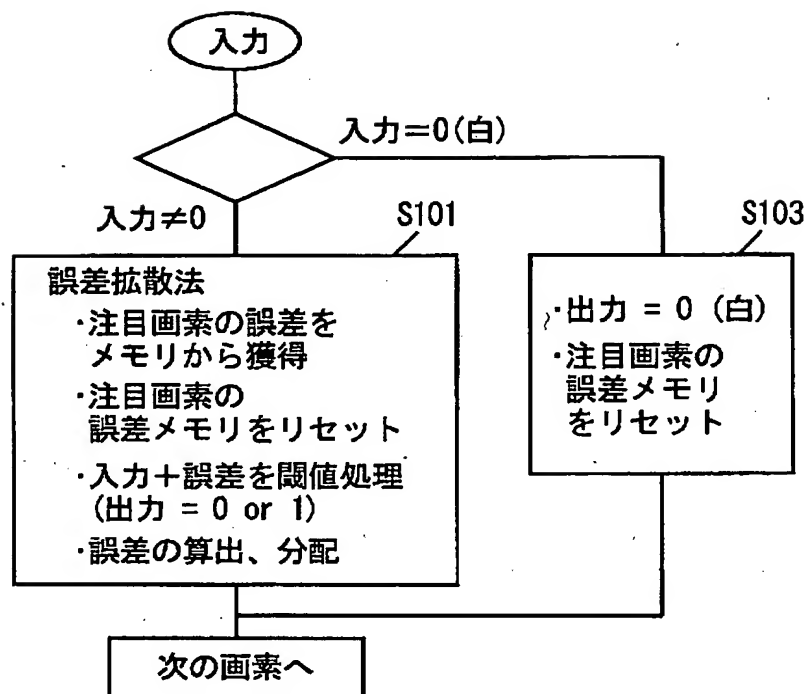 入力
入力＝0(白)
入力≠0
S101
S103
誤差拡散法
・注目画素の誤差を
メモリから獲得
・注目画素の
誤差メモリをリセット
・入力＋誤差を閾値処理
(出力 = 0 or 1)
・誤差の算出、分配
・出力 = 0 (白)
・注目画素の
誤差メモリ
をリセット
次の画素へ